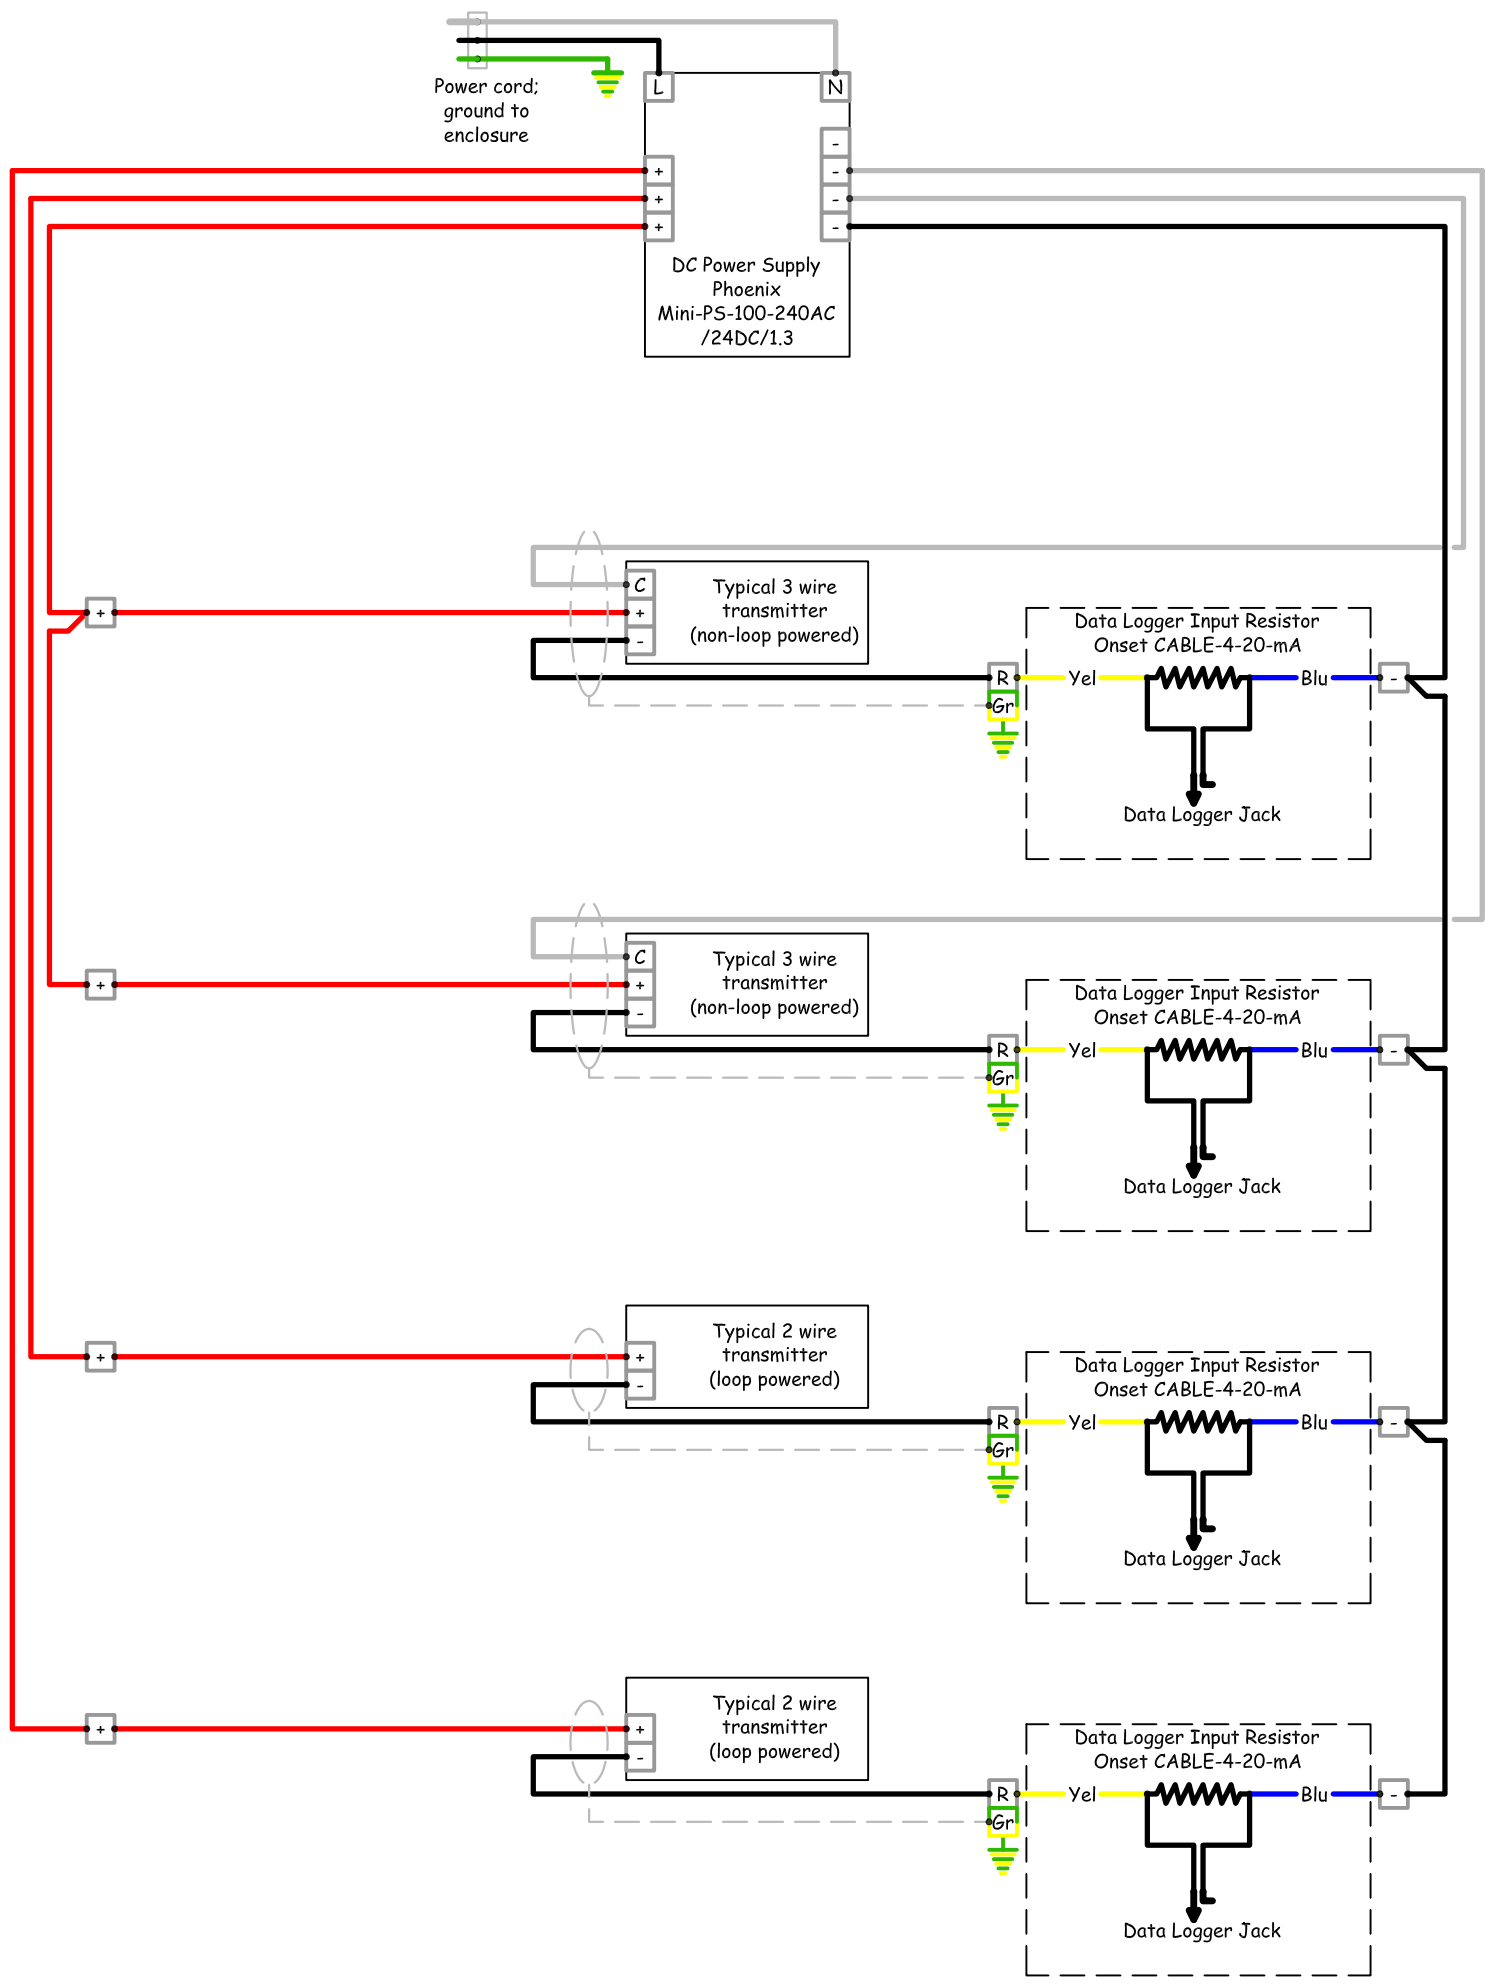 Power cord;
ground to
enclosure
L
N
-
+
-
+
-
+
-
DC Power Supply
Phoenix
Mini-PS-100-240AC
/24DC/1.3
+
C
+
-
Typical 3 wire
transmitter
(non-loop powered)
Data Logger Input Resistor
Onset CABLE-4-20-mA
R
Yel
Blu
-
Gr
Data Logger Jack
+
C
+
-
Typical 3 wire
transmitter
(non-loop powered)
Data Logger Input Resistor
Onset CABLE-4-20-mA
R
Yel
Blu
-
Gr
Data Logger Jack
+
+
-
Typical 2 wire
transmitter
(loop powered)
Data Logger Input Resistor
Onset CABLE-4-20-mA
R
Yel
Blu
-
Gr
Data Logger Jack
+
+
-
Typical 2 wire
transmitter
(loop powered)
Data Logger Input Resistor
Onset CABLE-4-20-mA
R
Yel
Blu
-
Gr
Data Logger Jack